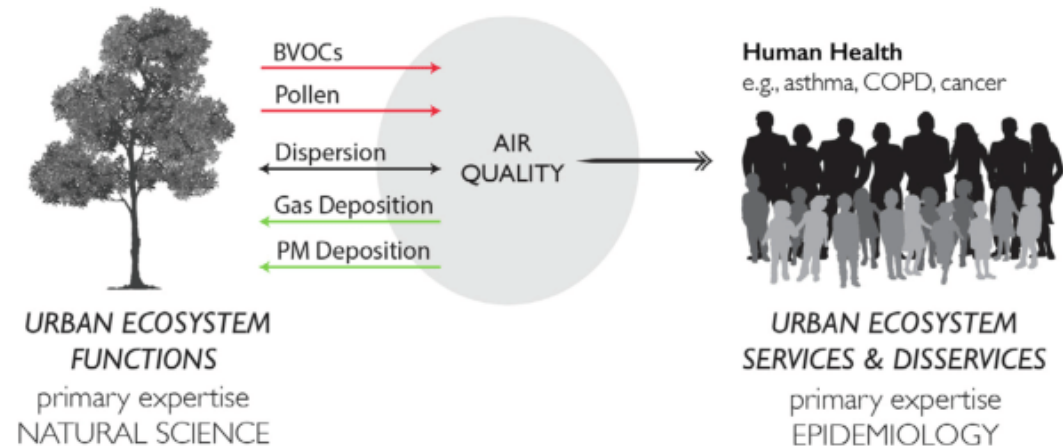 BVOCs
Pollen
Dispersion
Gas Deposition
PM Deposition
AIR
QUALITY
Human Health
e.g., asthma, COPD, cancer
URBAN ECOSYSTEM
FUNCTIONS
primary expertise
NATURAL SCIENCE
URBAN ECOSYSTEM
SERVICES & DISSERVICES
primary expertise
EPIDEMIOLOGY